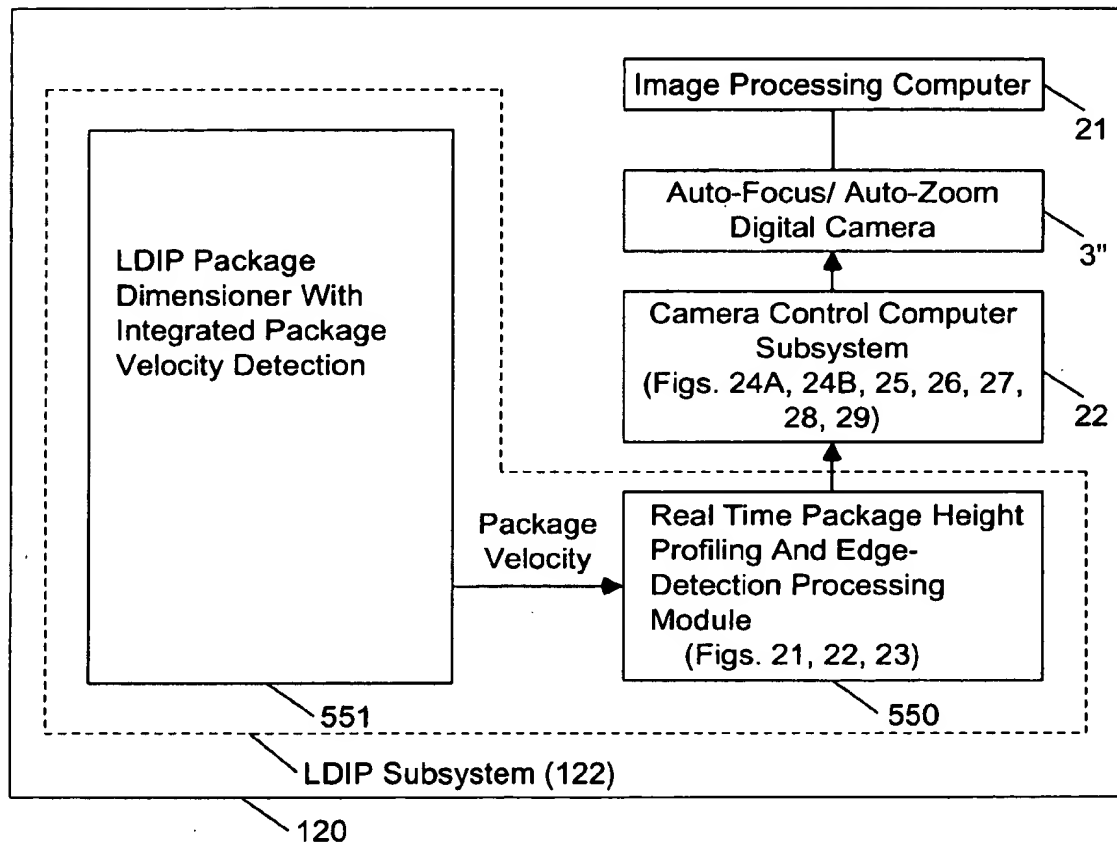 Image Processing Computer
21
Auto-Focus/ Auto-Zoom
Digital Camera
3"
LDIP Package
Dimensioner With
Integrated Package
Velocity Detection
Camera Control Computer
Subsystem
(Figs. 24A, 24B, 25, 26, 27,
28, 29)
22
Package
Velocity
Real Time Package Height
Profiling And Edge-
Detection Processing
Module
(Figs. 21, 22, 23)
551
550
LDIP Subsystem (122)
120